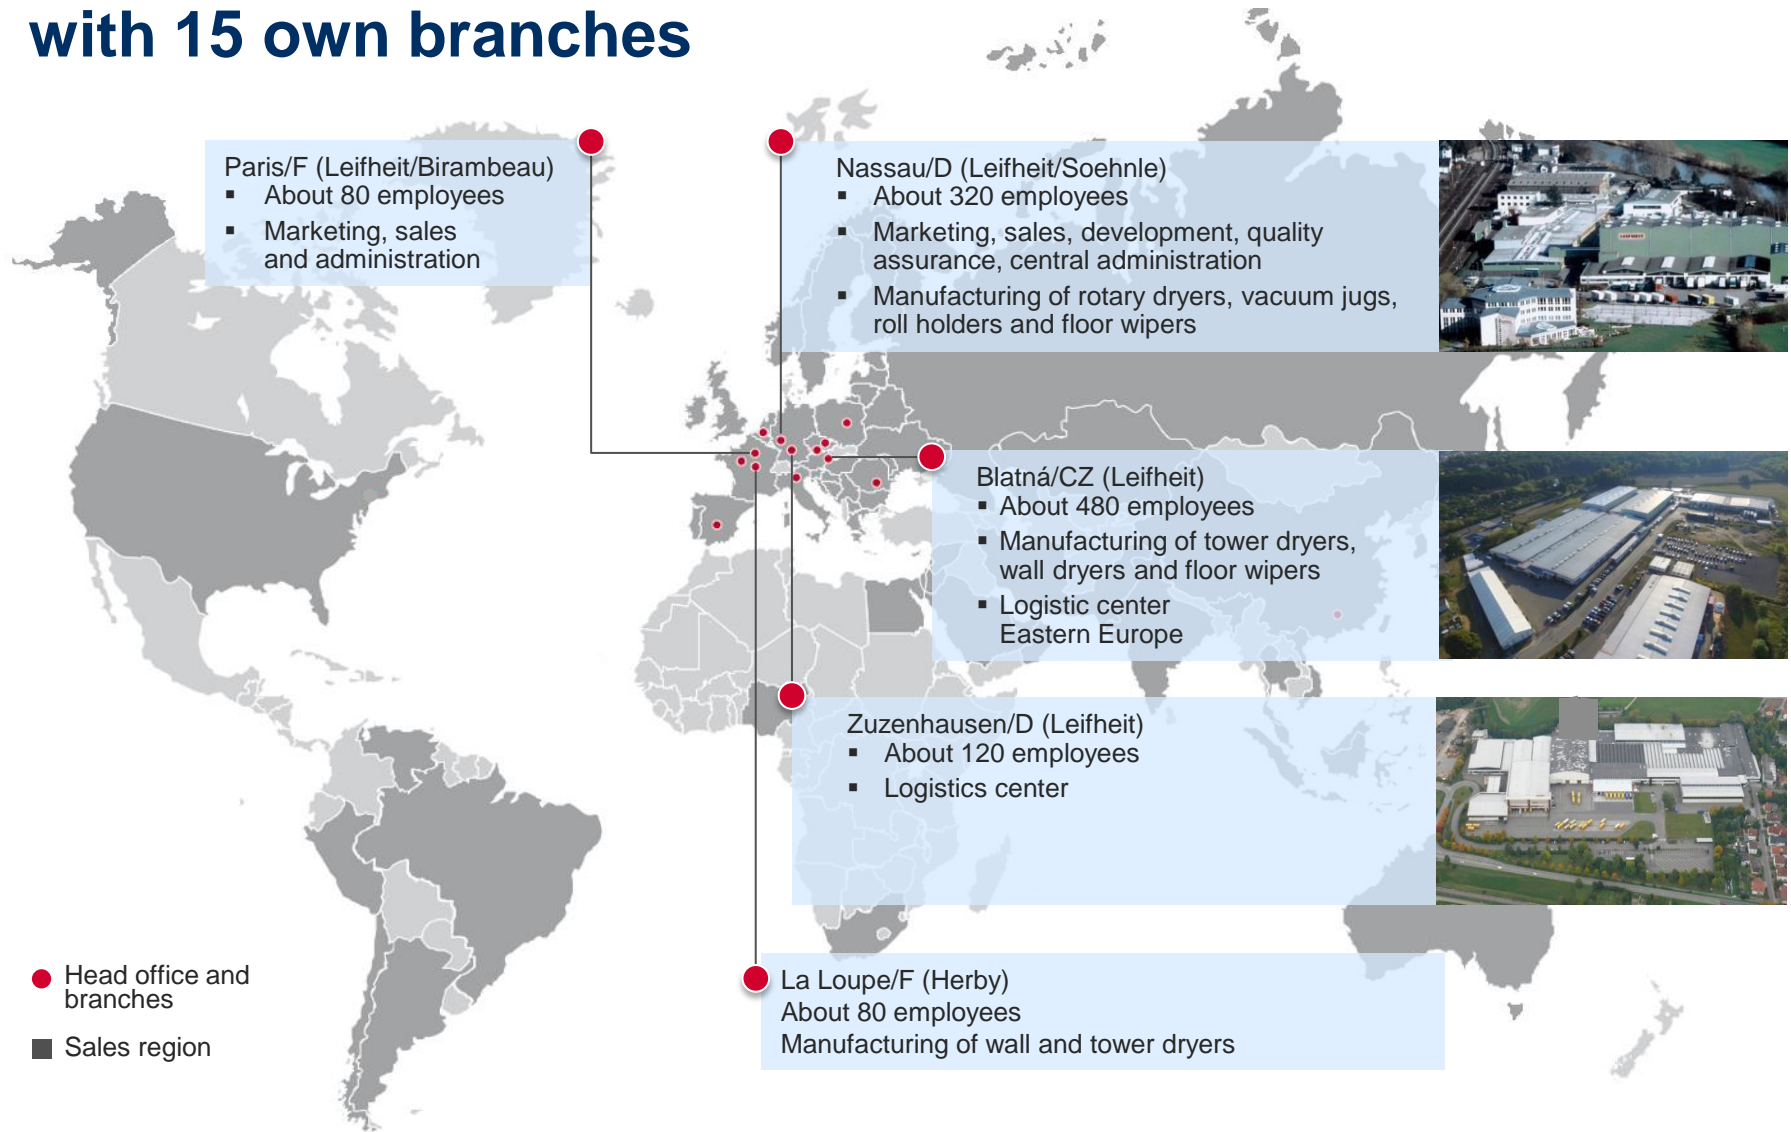 with 15 own branches
Paris/F (Leifheit/Birambeau)
▪ About 80 employees
▪ Marketing, sales
and administration
Nassau/D (Leifheit/Soehnle)
▪ About 320 employees
▪ Marketing, sales, development, quality
assurance, central administration
▪ Manufacturing of rotary dryers, vacuum jugs,
roll holders and floor wipers
Blatná/CZ (Leifheit)
▪ About 480 employees
▪ Manufacturing of tower dryers,
wall dryers and floor wipers
▪ Logistic center
Eastern Europe
Zuzenhausen/D (Leifheit)
▪ About 120 employees
▪ Logistics center
La Loupe/F (Herby)
About 80 employees
Manufacturing of wall and tower dryers
Head office and
branches
Sales region